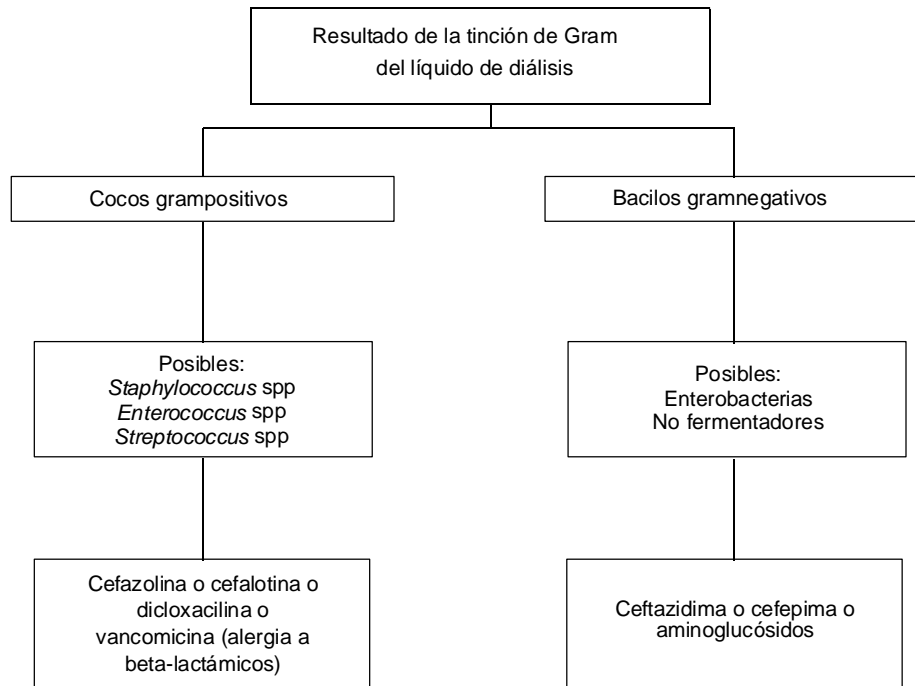 Resultado de la tinción de Gram
del líquido de diálisis
Cocos grampositivos
Bacilos gramnegativos
Posibles:
Staphylococcus spp
Enterococcus spp
Streptococcus spp
Posibles:
Enterobacterias
No fermentadores
Cefazolina o cefalotina o
dicloxacilina o
vancomicina (alergia a
beta-lactámicos)
Ceftazidima o cefepima o
aminoglucósidos